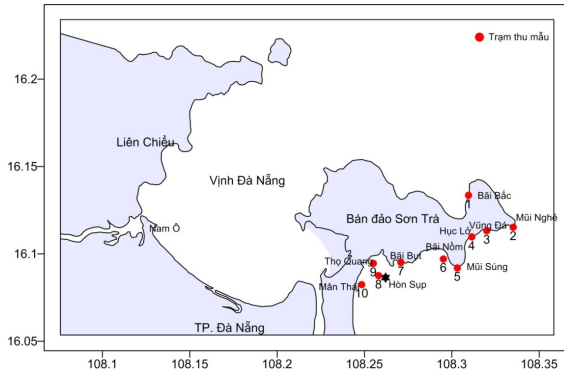 Trạm thu mẫu
16.2
Liên Chiểu
16.15
Vịnh Đà Nẵng
1
Bãi Bắc
Bán đảo Sơn Trà
Vũng Đá
Mũi Nghê
Nam Ô
Hục Lỡ
4
3
2
16.1
Thọ Quang
Bãi Bụt
Bãi Nồm
9
7
6
5
Mũi Súng
Mân Thái
8
Hòn Sụp
10
TP. Đà Nẵng
16.05
108.1
108.15
108.2
108.25
108.3
108.35